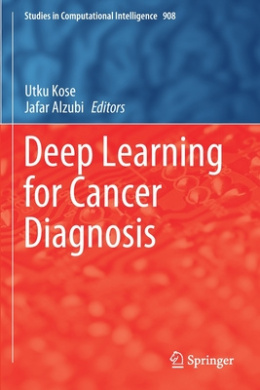 Studies in Computational Intelligence 908
Utku Kose
Jafar Alzubi Editors
Deep Learning
for Cancer
Diagnosis
Springer